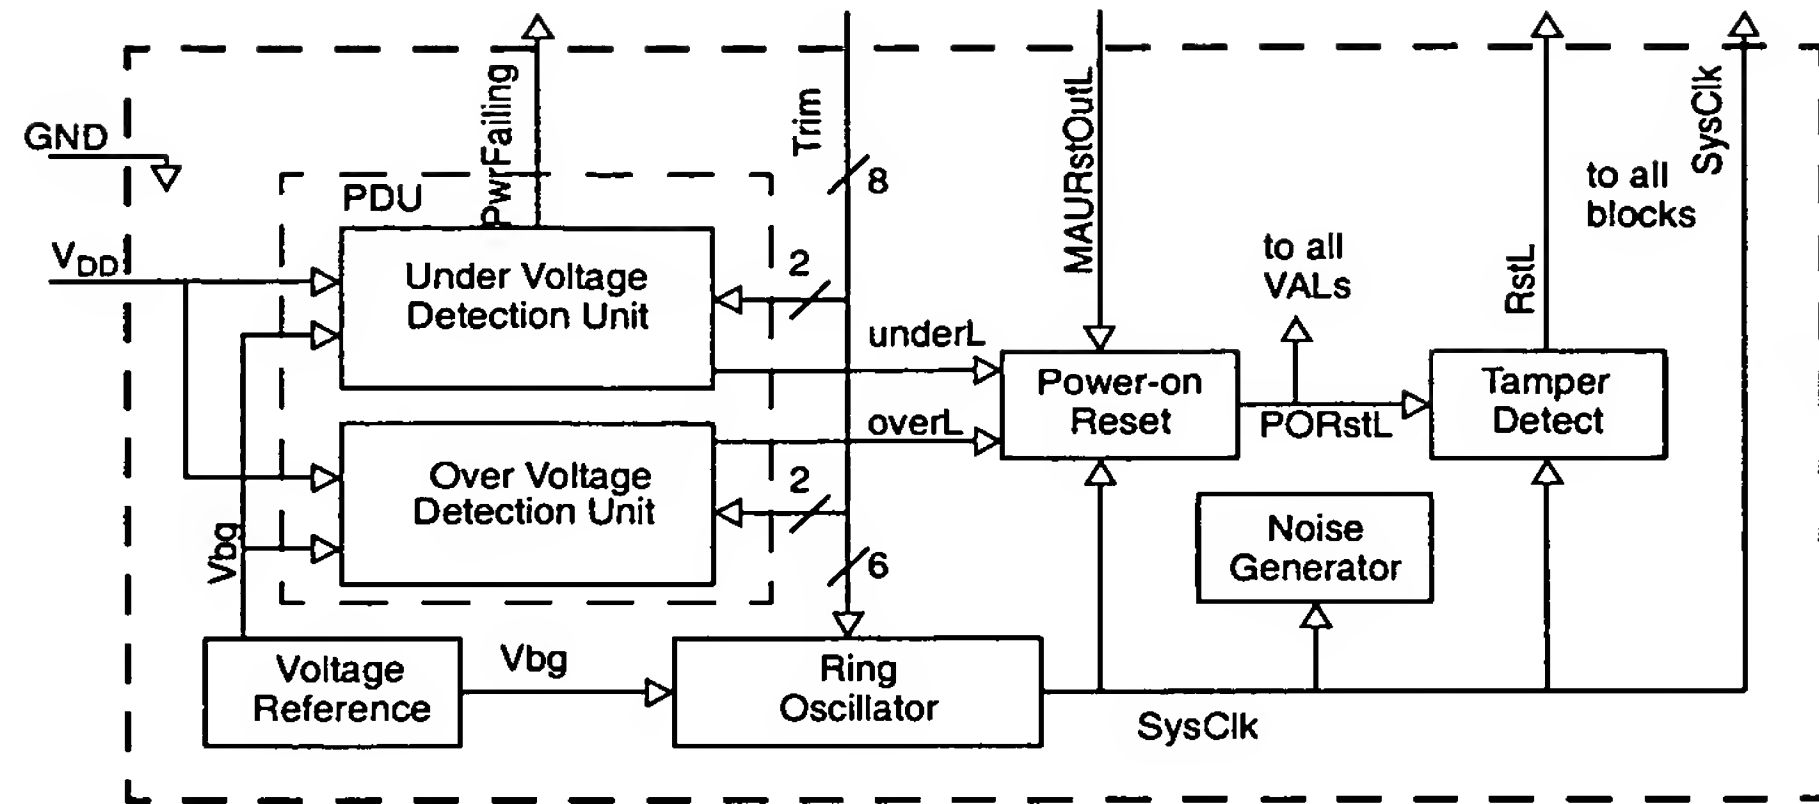 GND
VDD
PDU
PwrFailing
Trim
8
MAURstOutL
to all
VALs
RstL
to all
blocks
SysClk
Under Voltage
Detection Unit
2
underL
Power-on
Reset
PORstL
Tamper
Detect
overL
Over Voltage
Detection Unit
2
Vbg
6
Noise
Generator
Voltage
Reference
Vbg
Ring
Oscillator
SysClk